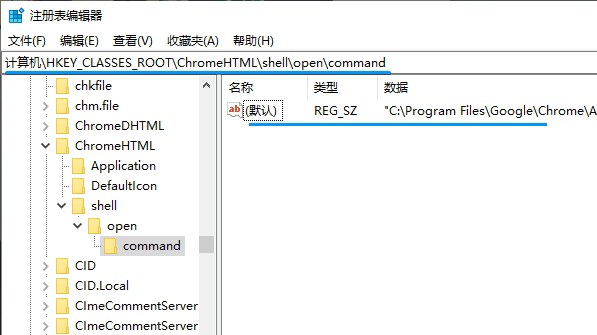 注册表编辑器
文件(F) 编辑(E) 查看(V) 收藏夹(A) 帮助(H)
计算机\HKEY_CLASSES_ROOT\ChromeHTML\shell\open\command
chkfile
chm.file
ChromeDHTML
ChromeHTML
Application
DefaultIcon
shell
open
command
CID
CID.Local
CImeCommentServer
CImeCommentServer
名称 类型 数据
ab (默认) REG_SZ "C:\Program Files\Google\Chrome\A